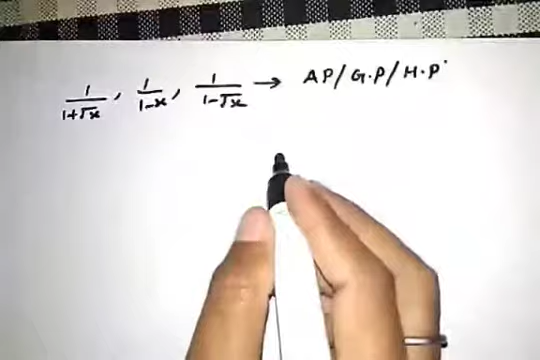 1/(1+√x), 1/(1-x), 1/(1-√x) → AP/G.P/H.P